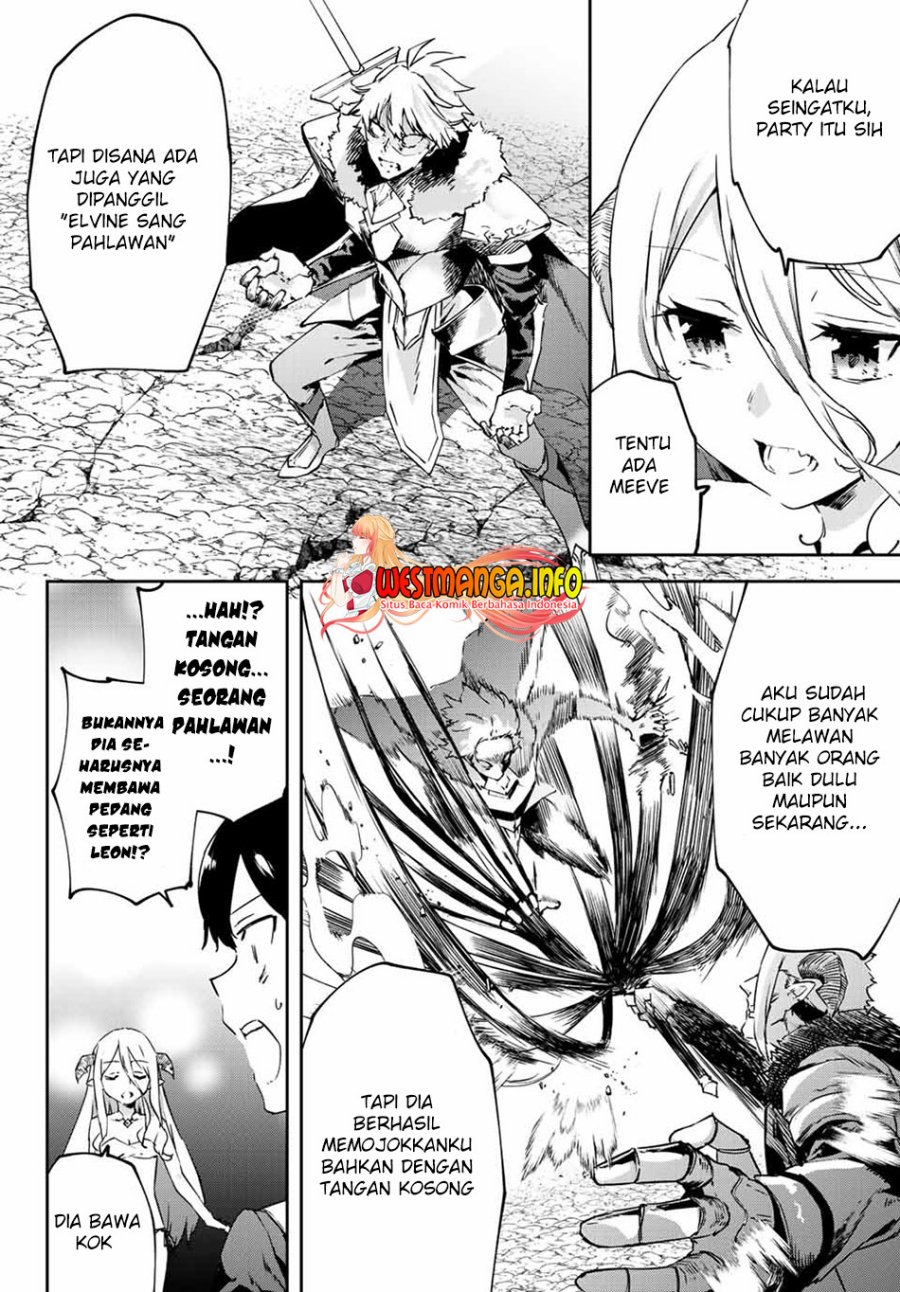 KALAU
SEINGATKU,
PARTY ITU SIH
TENTU
ADA
MEEVE
TAPI DISANA ADA
JUGA YANG
DIPANGGIL
"ELVINE SANG
PAHLAWAN"
WESTMANGA.INFO
Situs Baca Komik Berbahasa Indonesia
AKU SUDAH
CUKUP BANYAK
MELAWAN
BANYAK ORANG
BAIK DULU
MAUPUN
SEKARANG...
TAPI DIA
BERHASIL
MEMOJOKKANKU
BAHKAN DENGAN
TANGAN KOSONG
...HAH!?
TANGAN
KOSONG...
SEORANG
PAHLAWAN
...!
BUKANNYA
DIA SE-
HARUSNYA
MEMBAWA
PEDANG
SEPERTI
LEON!?
DIA BAWA
KOK